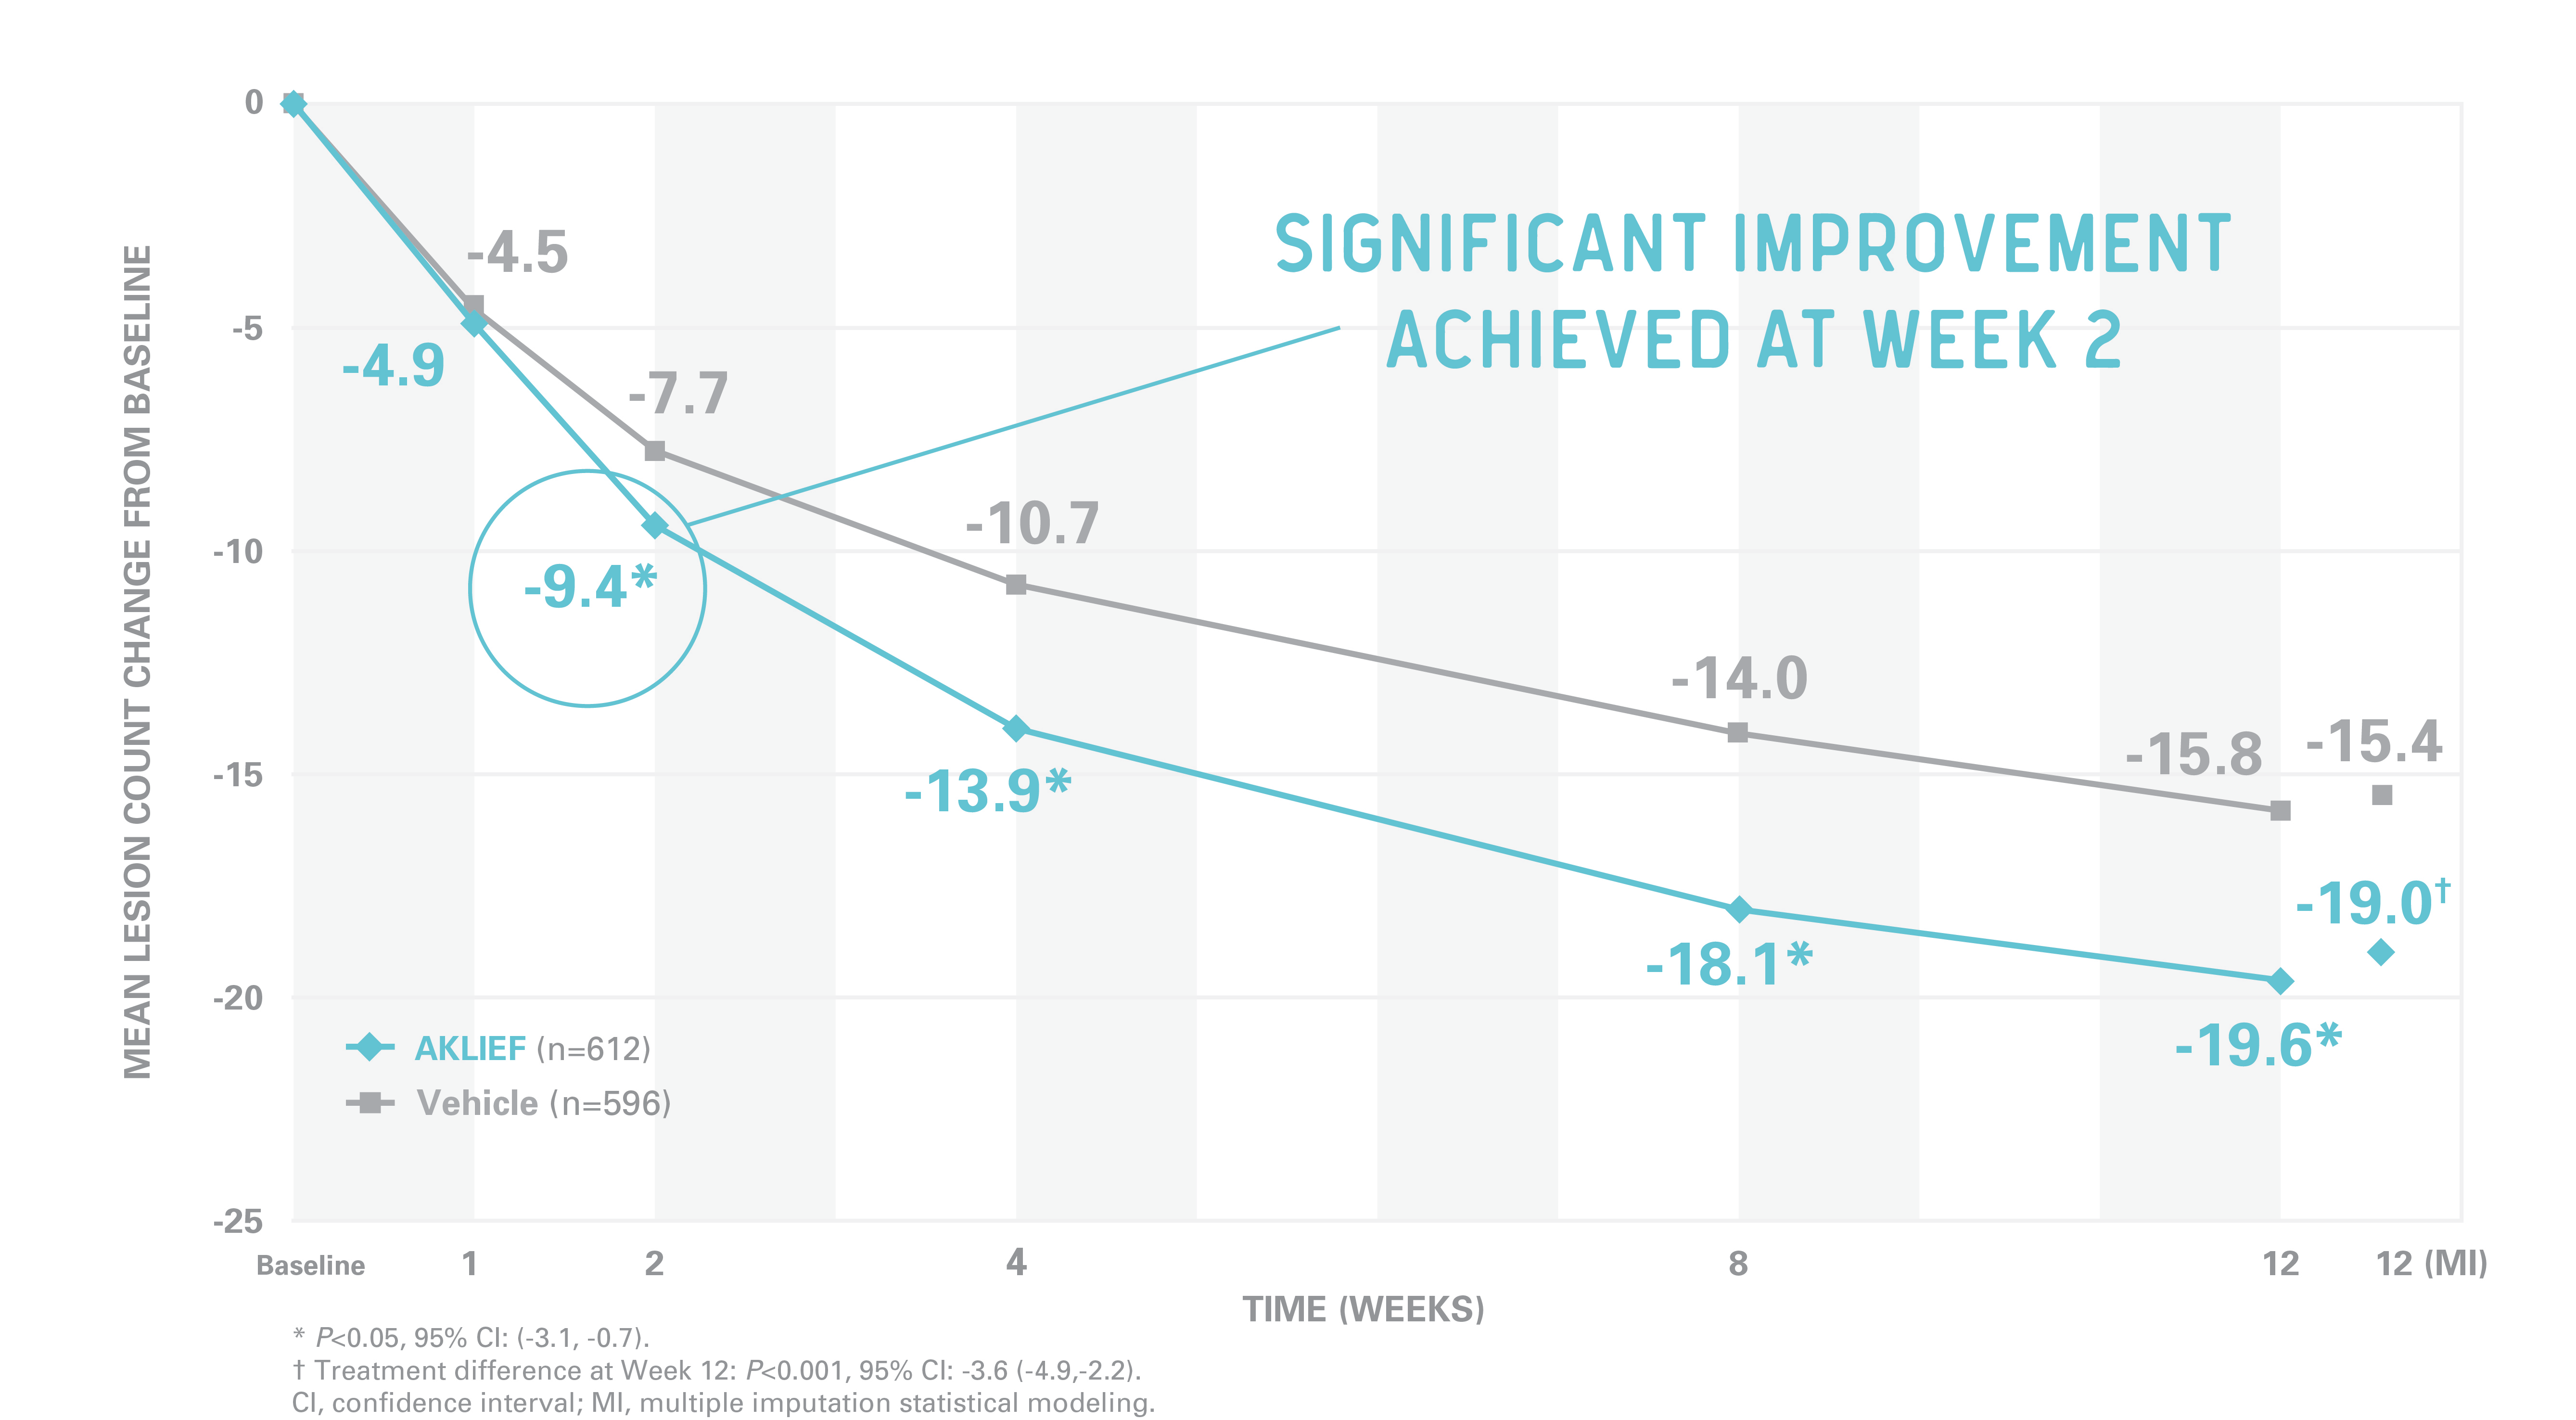 MEAN LESSION COUNT CHANGE FROM BASELINE
0
-5
-10
-15
-20
-25
-4.5
-4.9
-7.7
-9.4*
-10.7
-13.9*
-14.0
-18.1*
-15.8
-15.4
-19.0†
-19.6*
SIGNIFICANT IMPROVEMENT
ACHIEVED AT WEEK 2
AKLIEF (n=612)
Vehicle (n=596)
Baseline 1 2 4 8 12 12 (MI)
TIME (WEEKS)
* P<0.05, 95% CI: (-3.1, -0.7).
† Treatment difference at Week 12: P<0.001, 95% CI: -3.6 (-4.9,-2.2).
CI, confidence interval; MI, multiple imputation statistical modeling.